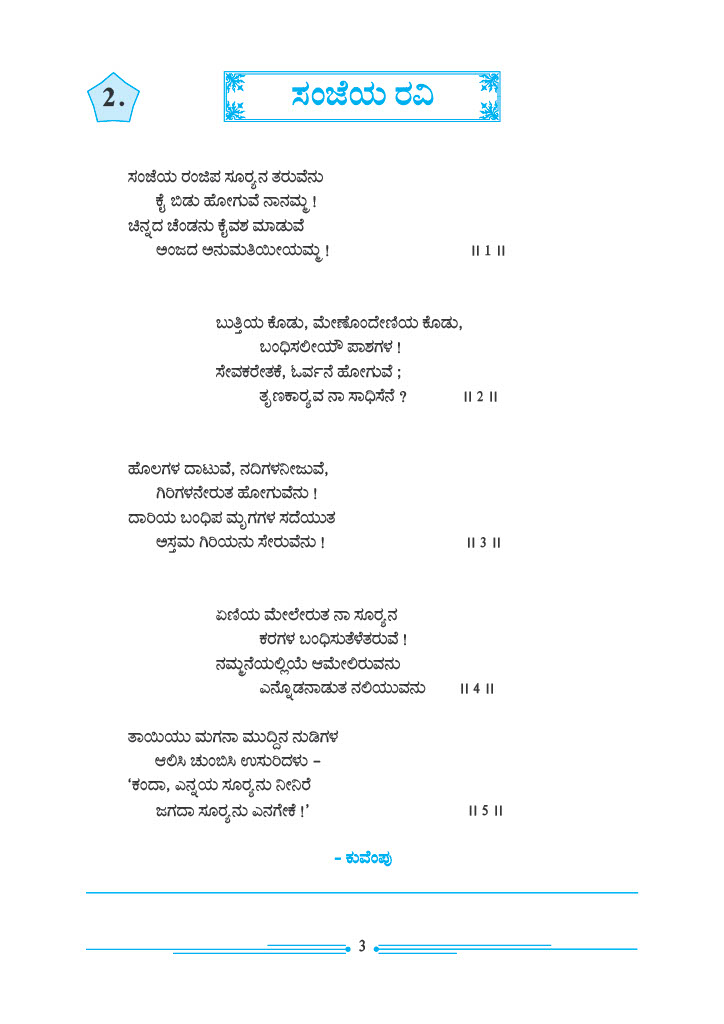 2.
ಸಂಜೆಯ ರವಿ
ಸಂಜೆಯ ರಂಜಿಪ ಸೂರ‍್ಯನ ತರುವೆನು
ಕೈ ಬಿಡು ಹೋಗುವೆ ನಾನಮ್ಮ !
ಚಿನ್ನದ ಚೆಂಡನು ಕೈವಶ ಮಾಡುವೆ
ಅಂಜದ ಅನುಮತಿಯೀಯಮ್ಮ ! ॥ 1 ॥
ಬುತ್ತಿಯ ಕೊಡು, ಮೇಣೊಂದೇಣಿಯ ಕೊಡು,
ಬಂಧಿಸಲೀಯೌ ಪಾಶಗಳ !
ಸೇವಕರೇತಕೆ, ಓರ್ವನೆ ಹೋಗುವೆ ;
ತೃಣಕಾರ‍್ಯವ ನಾ ಸಾಧಿಸೆನೆ ? ॥ 2 ॥
ಹೊಲಗಳ ದಾಟುವೆ, ನದಿಗಳನೀಜುವೆ,
ಗಿರಿಗಳನೇರುತ ಹೋಗುವೆನು !
ದಾರಿಯ ಬಂಧಿಪ ಮೃಗಗಳ ಸದೆಯುತ
ಅಸ್ತಮ ಗಿರಿಯನು ಸೇರುವೆನು ! ॥ 3 ॥
ಏಣಿಯ ಮೇಲೇರುತ ನಾ ಸೂರ‍್ಯನ
ಕರಗಳ ಬಂಧಿಸುತೆಳೆತರುವೆ !
ನಮ್ಮನೆಯಲ್ಲಿಯೆ ಆಮೇಲಿರುವನು
ಎನ್ನೊಡನಾಡುತ ನಲಿಯುವನು ॥ 4 ॥
ತಾಯಿಯು ಮಗನಾ ಮುದ್ದಿನ ನುಡಿಗಳ
ಆಲಿಸಿ ಚುಂಬಿಸಿ ಉಸುರಿದಳು –
‘ಕಂದಾ, ಎನ್ನಯ ಸೂರ‍್ಯನು ನೀನಿರೆ
ಜಗದಾ ಸೂರ‍್ಯನು ಎನಗೇಕೆ !’ ॥ 5 ॥
– ಕುವೆಂಪು
3